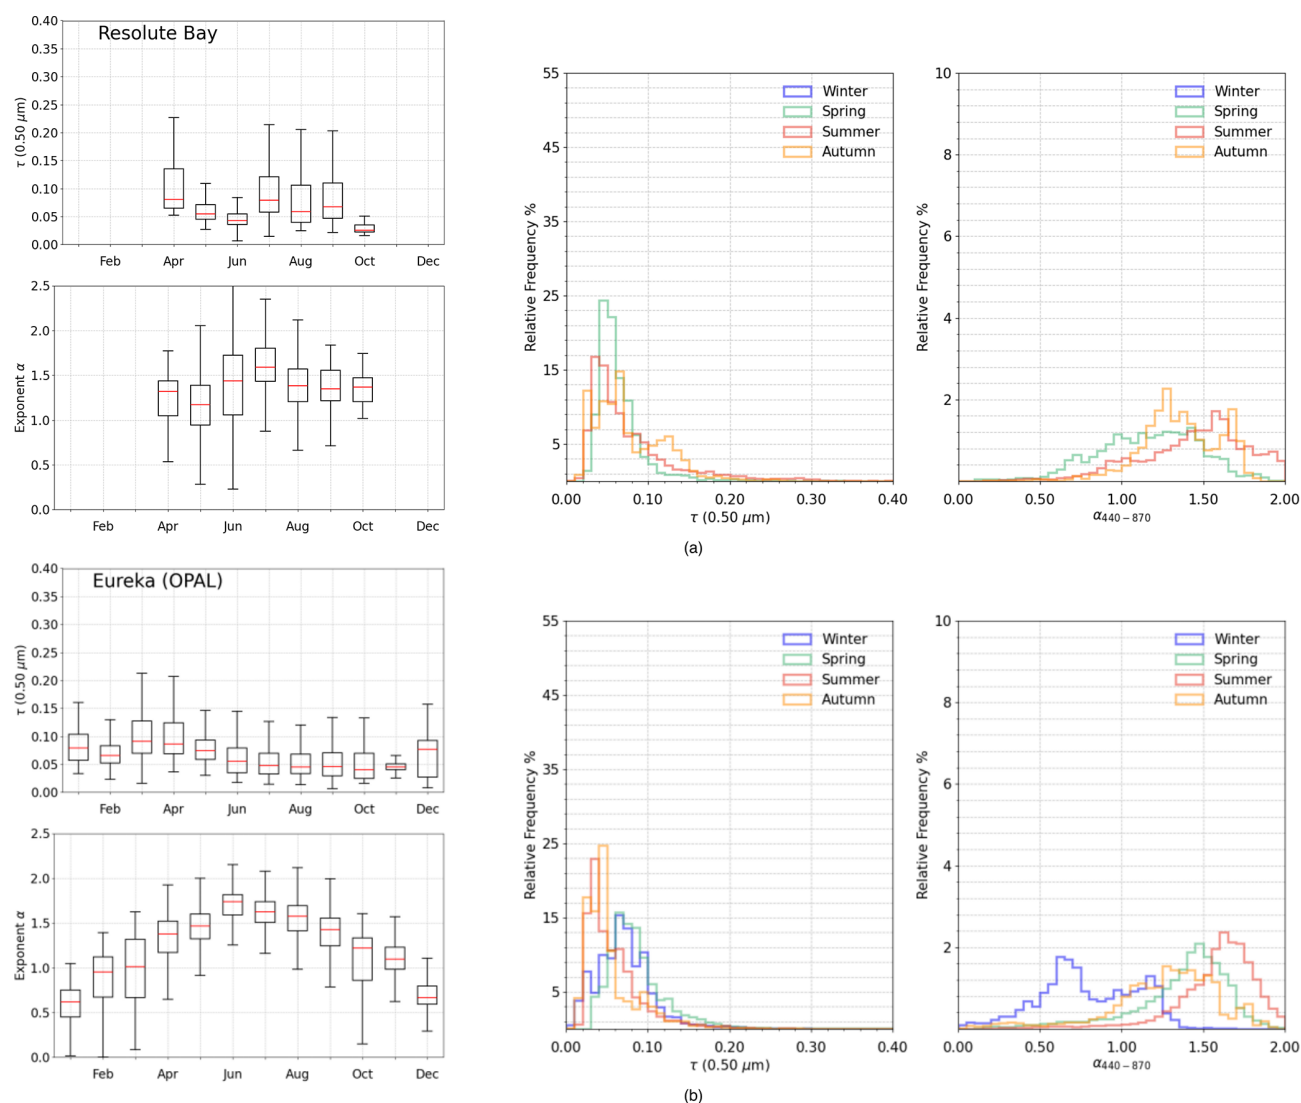 Resolute Bay
τ (0.50 μm)
0.40
0.35
0.30
0.25
0.20
0.15
0.10
0.05
0.00
Feb Apr Jun Aug Oct Dec
Exponent α
2.5
2.0
1.5
1.0
0.5
0.0
Feb Apr Jun Aug Oct Dec
Relative Frequency %
55
45
35
25
15
5
Winter
Spring
Summer
Autumn
0.00 0.10 0.20 0.30 0.40
τ (0.50 μm)
Relative Frequency %
10
8
6
4
2
Winter
Spring
Summer
Autumn
0.00 0.50 1.00 1.50 2.00
α440−870
(a)
Eureka (OPAL)
τ (0.50 μm)
0.40
0.35
0.30
0.25
0.20
0.15
0.10
0.05
0.00
Feb Apr Jun Aug Oct Dec
Exponent α
2.5
2.0
1.5
1.0
0.5
0.0
Feb Apr Jun Aug Oct Dec
Relative Frequency %
55
45
35
25
15
5
Winter
Spring
Summer
Autumn
0.00 0.10 0.20 0.30 0.40
τ (0.50 μm)
Relative Frequency %
10
8
6
4
2
Winter
Spring
Summer
Autumn
0.00 0.50 1.00 1.50 2.00
α440−870
(b)